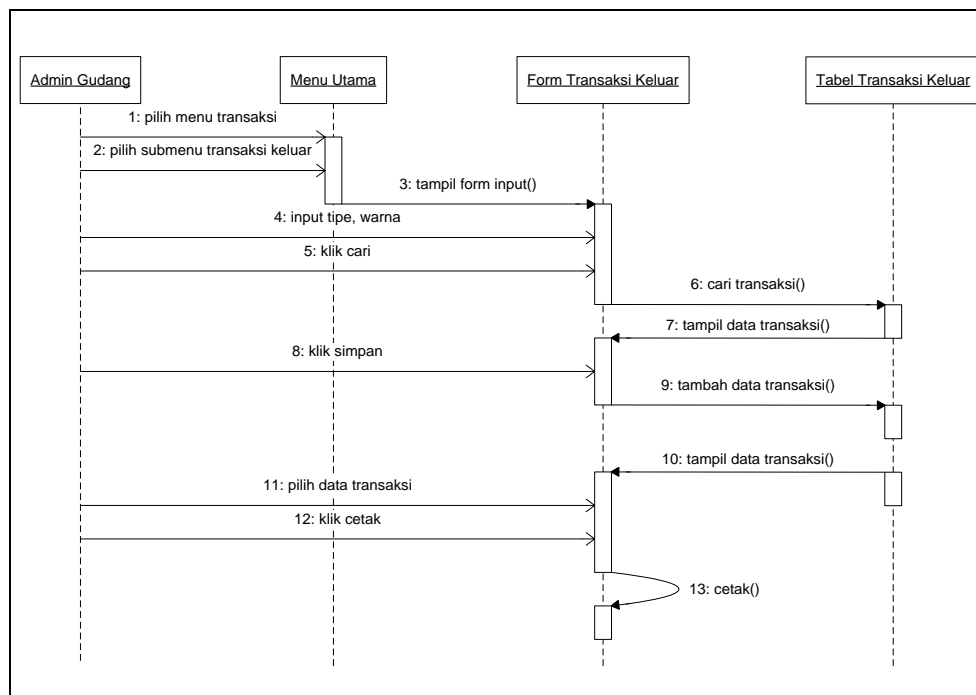 Admin Gudang
Menu Utama
Form Transaksi Keluar
Tabel Transaksi Keluar
1: pilih menu transaksi
2: pilih submenu transaksi keluar
3: tampil form input()
4: input tipe, warna
5: klik cari
6: cari transaksi()
7: tampil data transaksi()
8: klik simpan
9: tambah data transaksi()
10: tampil data transaksi()
11: pilih data transaksi
12: klik cetak
13: cetak()